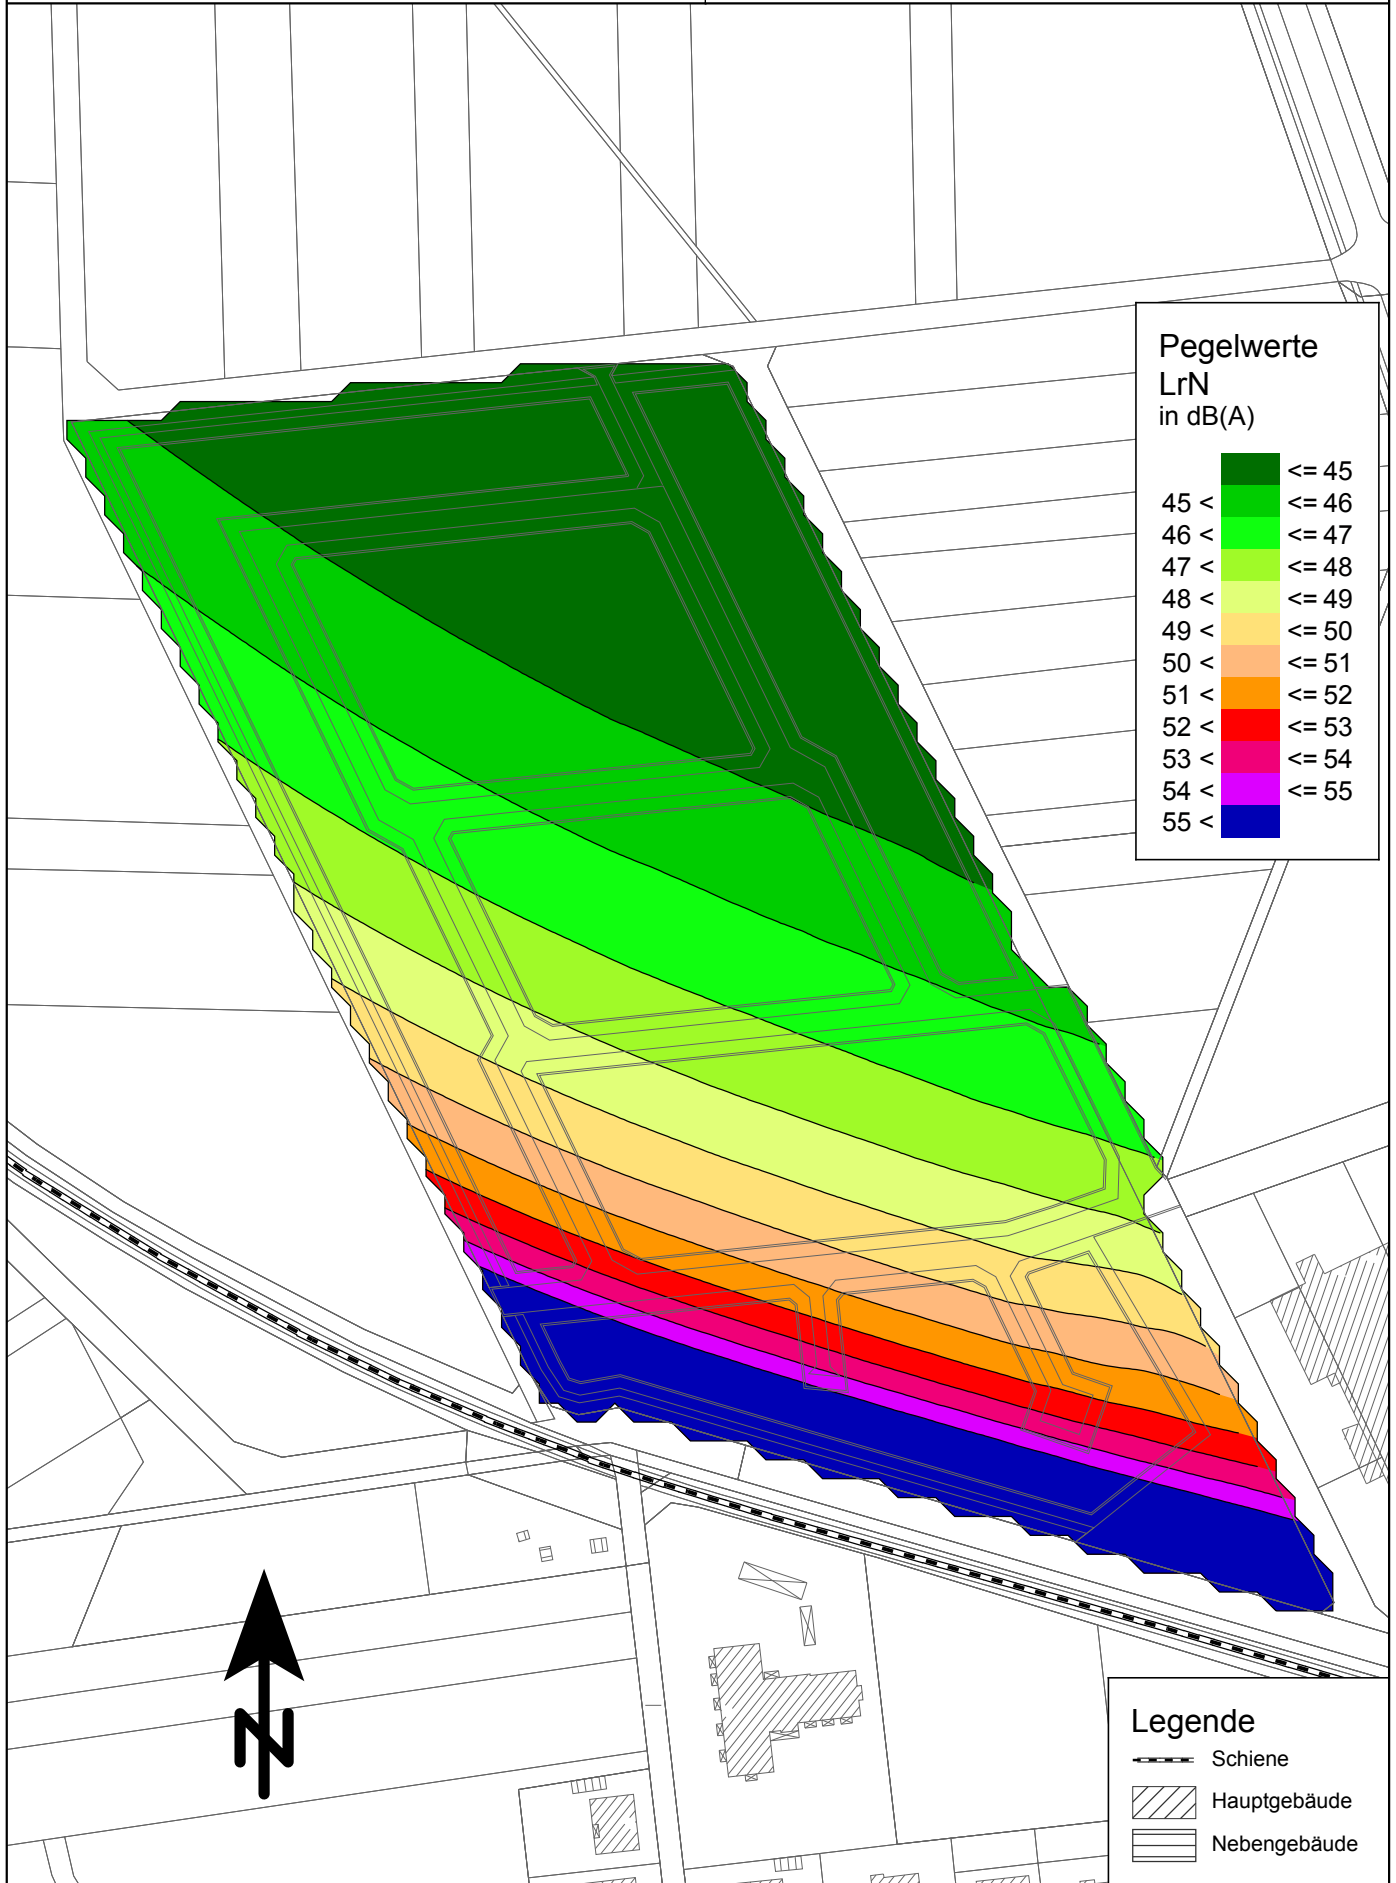 Pegelwerte
LrN
in dB(A)
<= 45
45 < <= 46
46 < <= 47
47 < <= 48
48 < <= 49
49 < <= 50
50 < <= 51
51 < <= 52
52 < <= 53
53 < <= 54
54 < <= 55
55 <
N
Legende
Schiene
Hauptgebäude
Nebengebäude